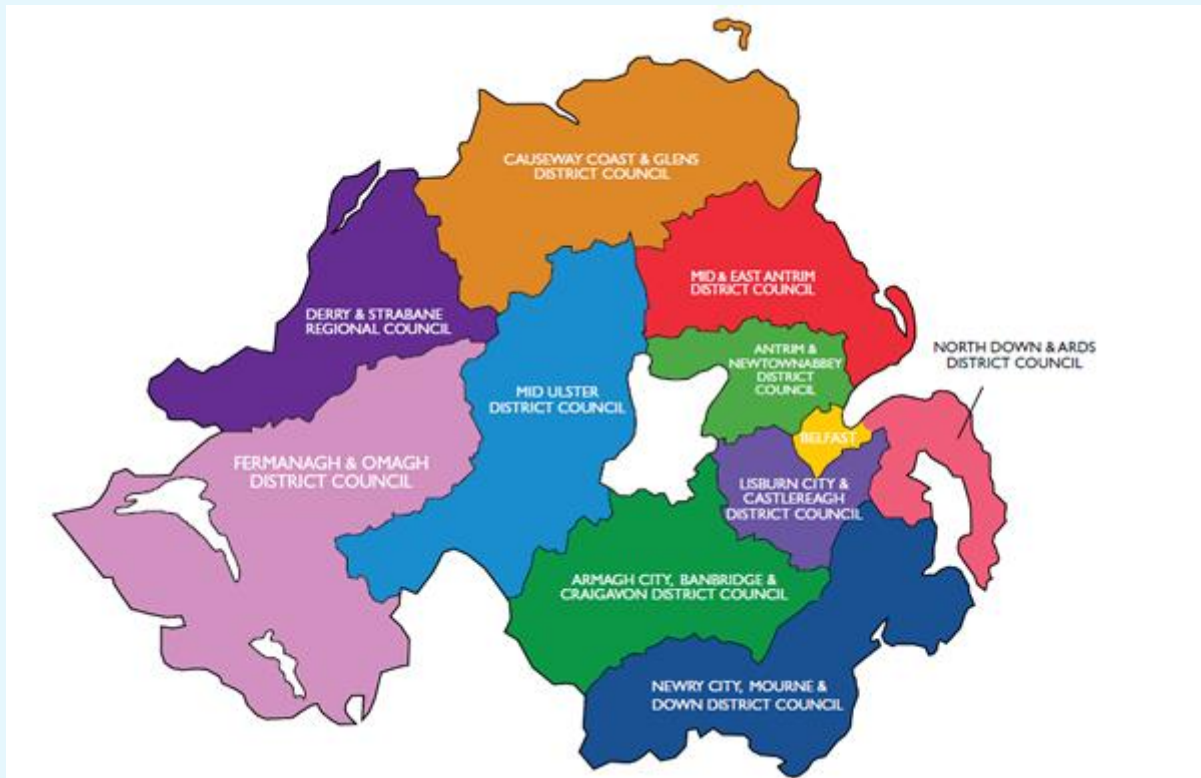 CAUSEWAY COAST & GLENS
DISTRICT COUNCIL
MID & EAST ANTRIM
DISTRICT COUNCIL
DERRY & STRABANE
REGIONAL COUNCIL
NORTH DOWN & ARDS
DISTRICT COUNCIL
ANTRIM &
NEWTOWNABBEY
DISTRICT
COUNCIL
MID ULSTER
DISTRICT COUNCIL
BELFAST
FERMANAGH & OMAGH
DISTRICT COUNCIL
LISBURN CITY &
CASTLEREAGH
DISTRICT COUNCIL
ARMAGH CITY, BANBRIDGE &
CRAIGAVON DISTRICT COUNCIL
NEWRY CITY, MOURNE &
DOWN DISTRICT COUNCIL